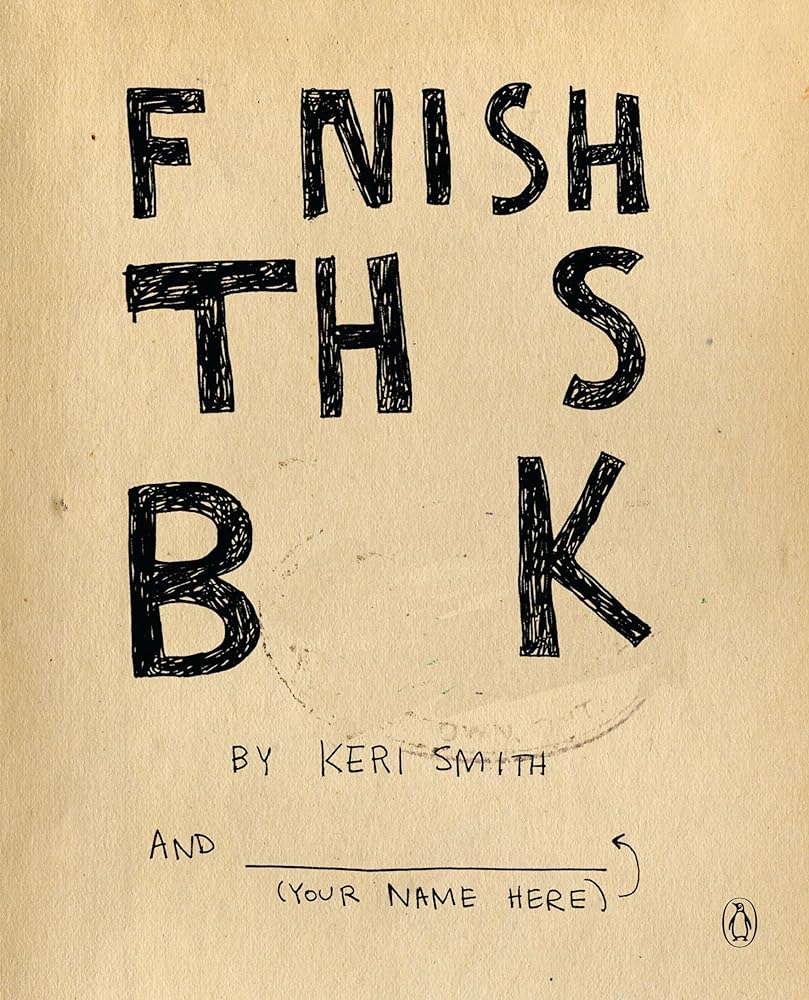 F NISH
TH S
B K
BY KERI SMITH
AND
(YOUR NAME HERE)